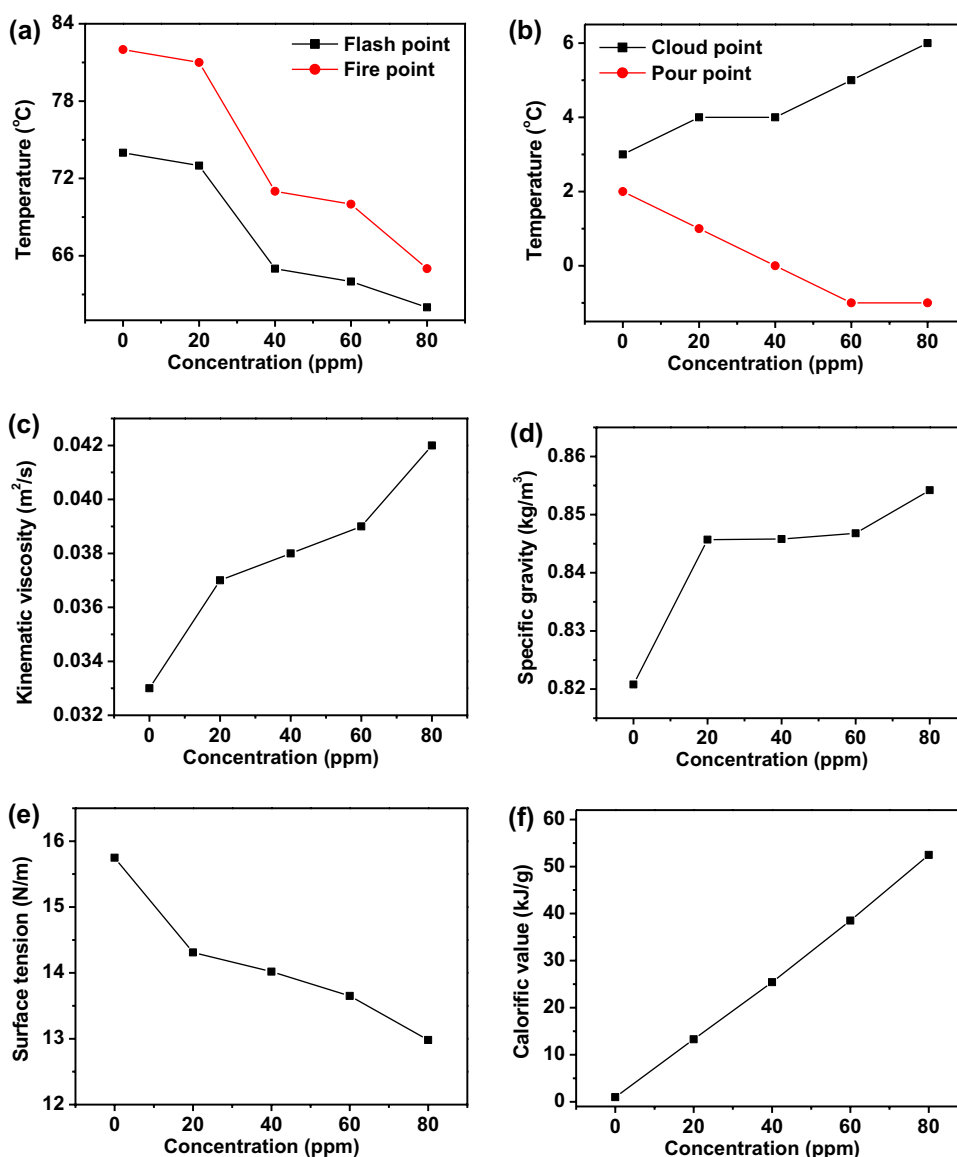 (a)
84
78
72
66
Temperature (°C)
Flash point
Fire point
0 20 40 60 80
Concentration (ppm)
(b)
6
4
2
0
Temperature (°C)
Cloud point
Pour point
0 20 40 60 80
Concentration (ppm)
(c)
0.042
0.040
0.038
0.036
0.034
0.032
Kinematic viscosity (m²/s)
0 20 40 60 80
Concentration (ppm)
(d)
0.86
0.85
0.84
0.83
0.82
Specific gravity (kg/m³)
0 20 40 60 80
Concentration (ppm)
(e)
16
15
14
13
12
Surface tension (N/m)
0 20 40 60 80
Concentration (ppm)
(f)
60
50
40
30
20
10
0
Calorific value (kJ/g)
0 20 40 60 80
Concentration (ppm)